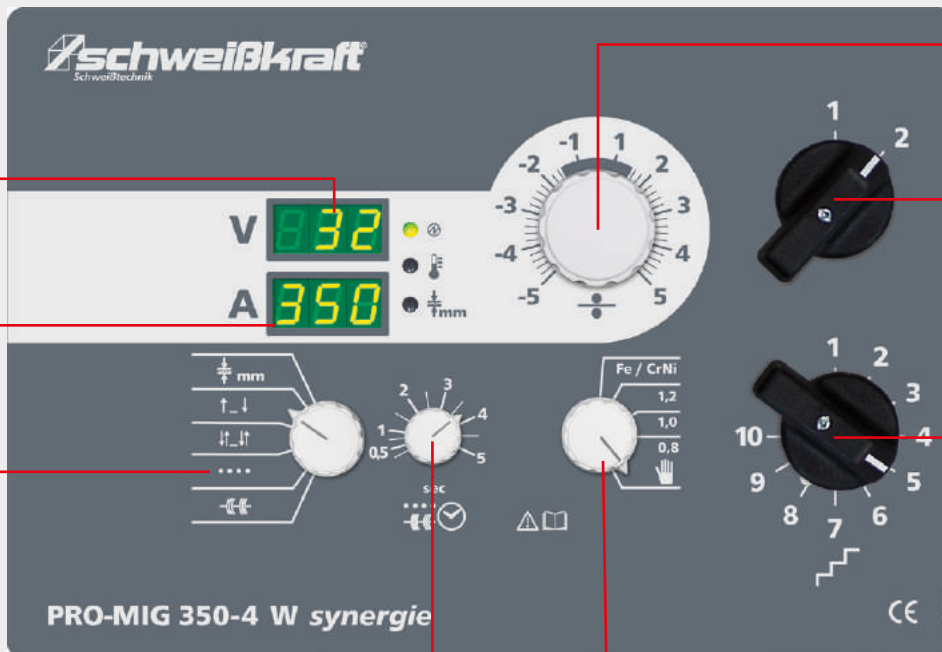 schweißkraft®
Schweißtechnik
1
2
-1 1
-2 2
-3 3
-4 4
-5 5
V 32
A 350
mm
mm
Fe / CrNi
1,2
1,0
0,8
0,5 1 2 3 4 5
sec
1
2
3
4
5
6
7
8
9
10
PRO-MIG 350-4 W synergie
CE